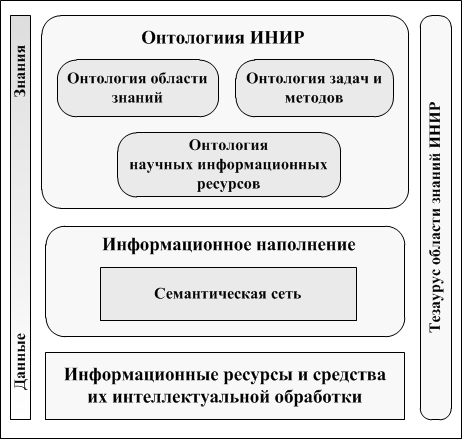 Онтологиия ИНИР
Онтология области
знаний
Онтология задач и
методов
Онтология
научных информационных
ресурсов
Информационное наполнение
Семантическая сеть
Информационные ресурсы и средства
их интеллектуальной обработки
Знания
Данные
Тезаурус области знаний ИНИР